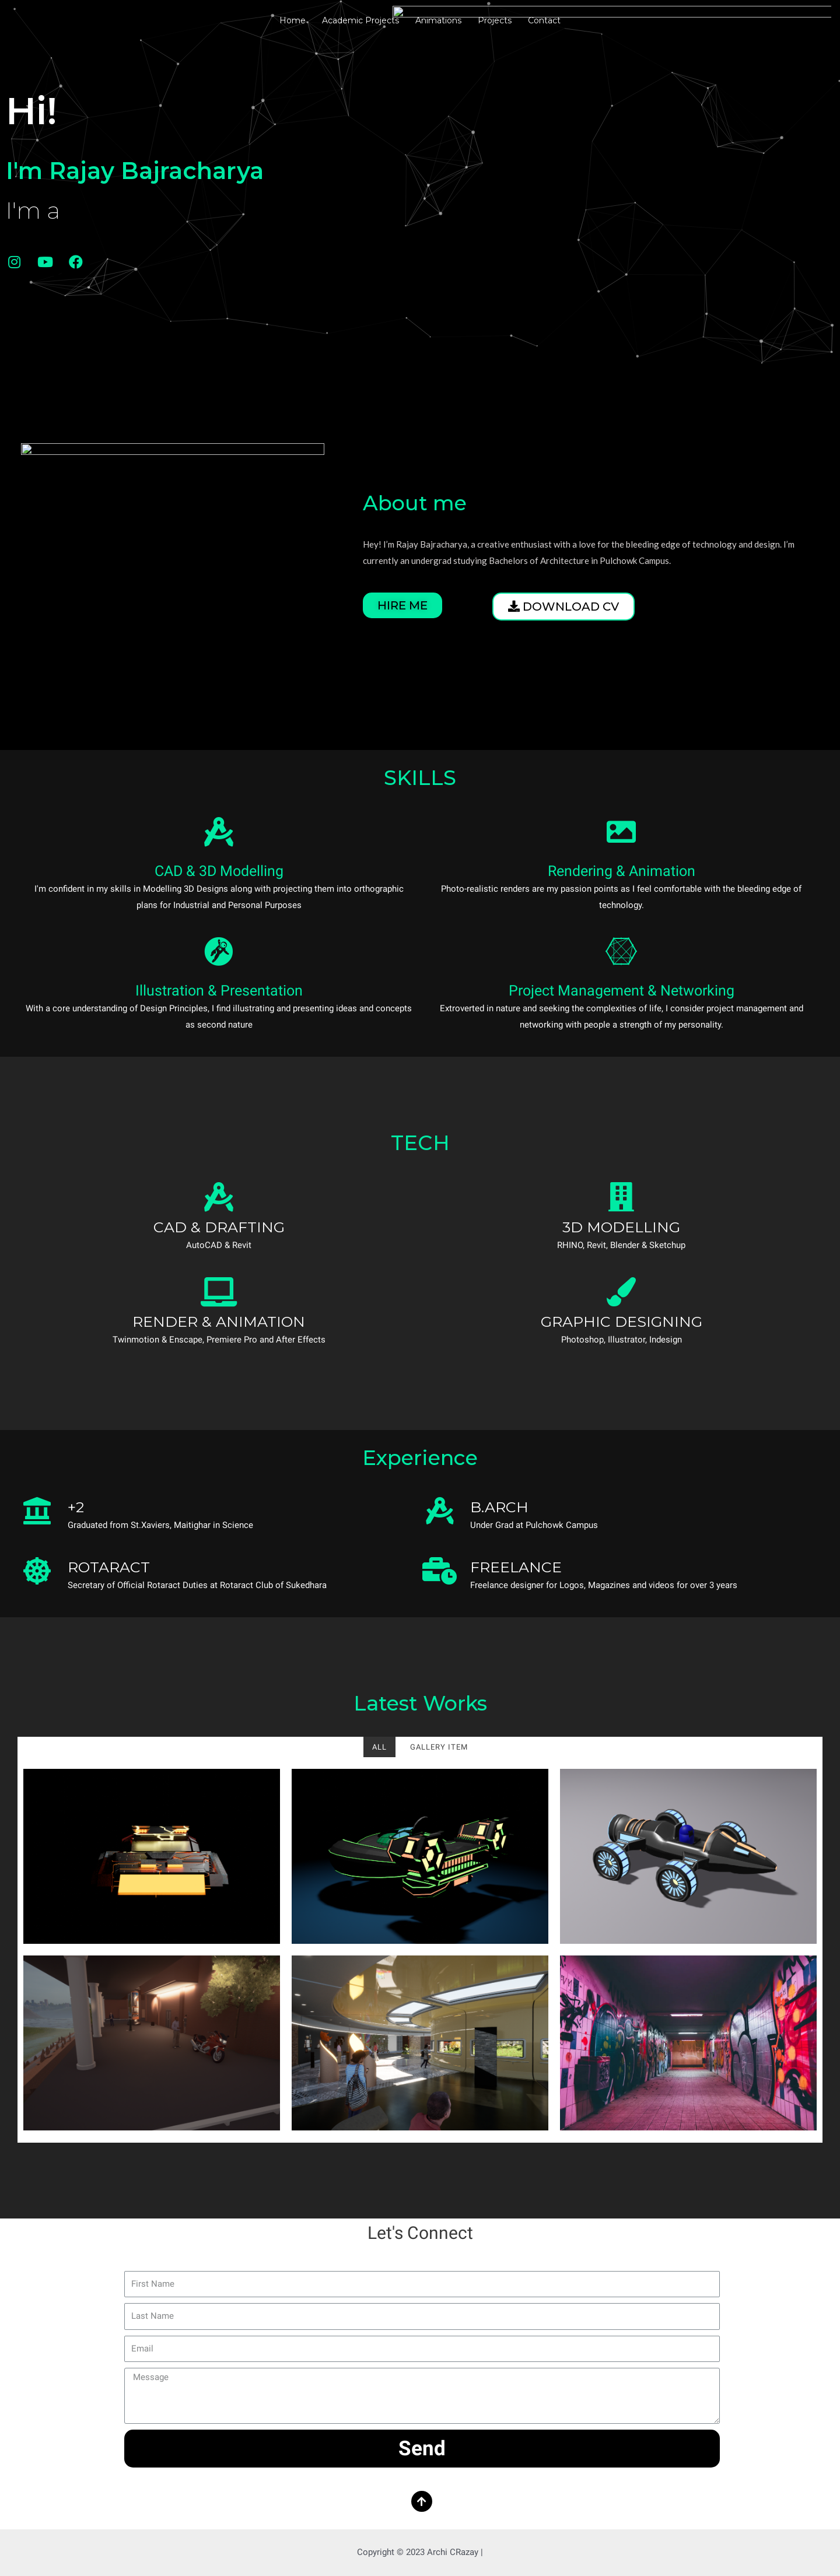 Home
Academic Projects
Animations
Projects
Contact
Hi!
I'm Rajay Bajracharya
I'm a
About me
Hey! I'm Rajay Bajracharya, a creative enthusiast with a love for the bleeding edge of technology and design. I'm
currently an undergrad studying Bachelors of Architecture in Pulchowk Campus.
HIRE ME
DOWNLOAD CV
SKILLS
CAD & 3D Modelling
I'm confident in my skills in Modelling 3D Designs along with projecting them into orthographic
plans for Industrial and Personal Purposes
Rendering & Animation
Photo-realistic renders are my passion points as I feel comfortable with the bleeding edge of
technology.
Illustration & Presentation
With a core understanding of Design Principles, I find illustrating and presenting ideas and concepts
as second nature
Project Management & Networking
Extroverted in nature and seeking the complexities of life, I consider project management and
networking with people a strength of my personality.
TECH
CAD & DRAFTING
AutoCAD & Revit
3D MODELLING
RHINO, Revit, Blender & Sketchup
RENDER & ANIMATION
Twinmotion & Enscape, Premiere Pro and After Effects
GRAPHIC DESIGNING
Photoshop, Illustrator, Indesign
Experience
+2
Graduated from St.Xaviers, Maitighar in Science
B.ARCH
Under Grad at Pulchowk Campus
ROTARACT
Secretary of Official Rotaract Duties at Rotaract Club of Sukedhara
FREELANCE
Freelance designer for Logos, Magazines and videos for over 3 years
Latest Works
ALL
GALLERY ITEM
Let's Connect
First Name
Last Name
Email
Message
Send
Copyright © 2023 Archi CRazay |